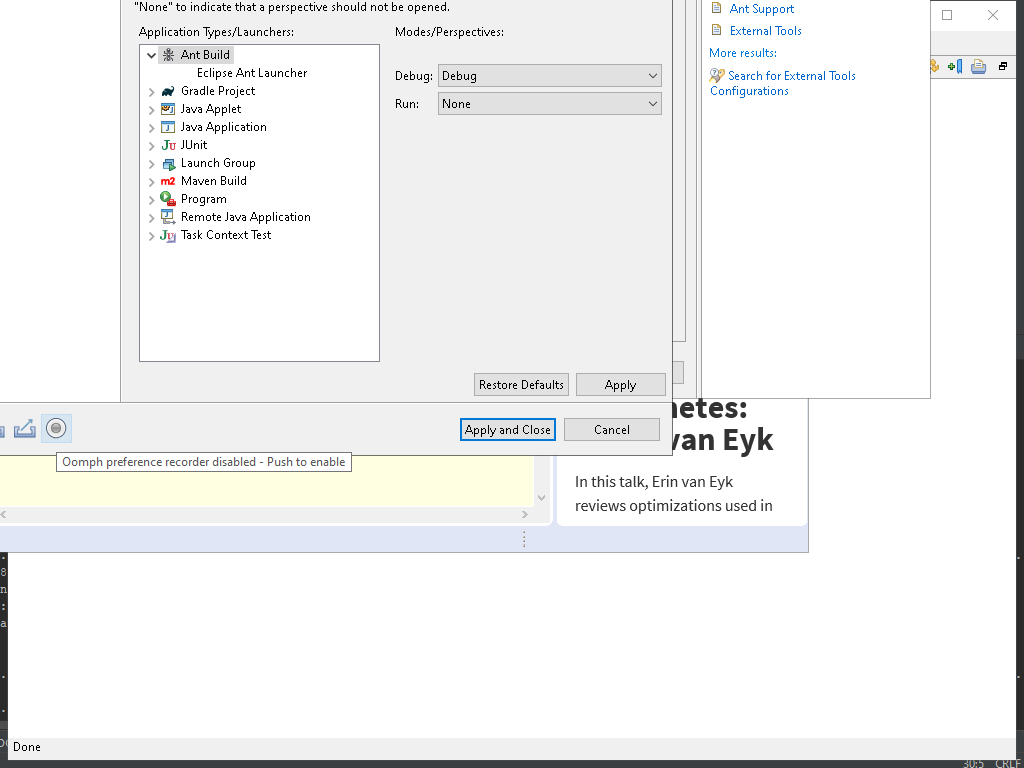 "None" to indicate that a perspective should not be opened.
Application Types/Launchers:
Modes/Perspectives:
Ant Build
Eclipse Ant Launcher
Gradle Project
Java Applet
Java Application
JUnit
Launch Group
Maven Build
Program
Remote Java Application
Task Context Test
Debug: Debug
Run: None
Restore Defaults
Apply
Apply and Close
Cancel
Oomph preference recorder disabled - Push to enable
Ant Support
External Tools
More results:
Search for External Tools
Configurations
etes:
van Eyk
In this talk, Erin van Eyk
reviews optimizations used in
Done
30:5 CRLF